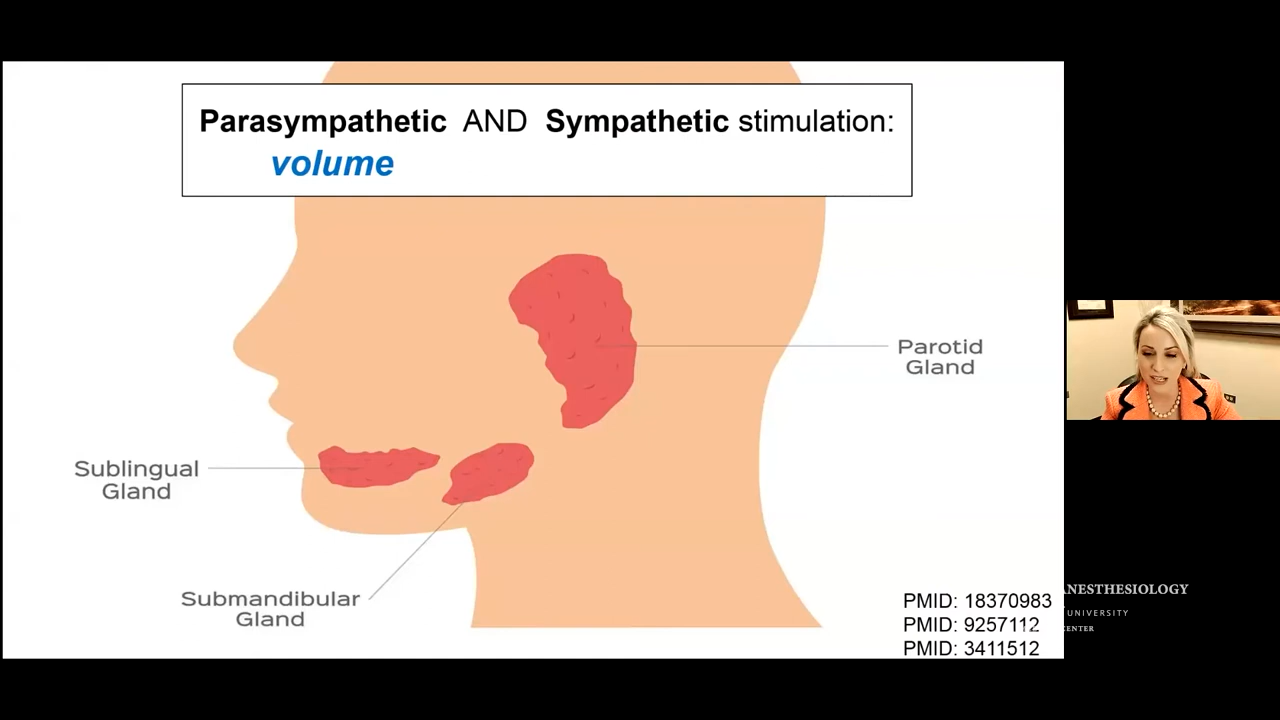 Parasympathetic AND Sympathetic stimulation:
volume
Parotid
Gland
Sublingual
Gland
Submandibular
Gland
PMID: 18370983
PMID: 9257112
PMID: 3411512
ANESTHESIOLOGY
UNIVERSITY
CENTER